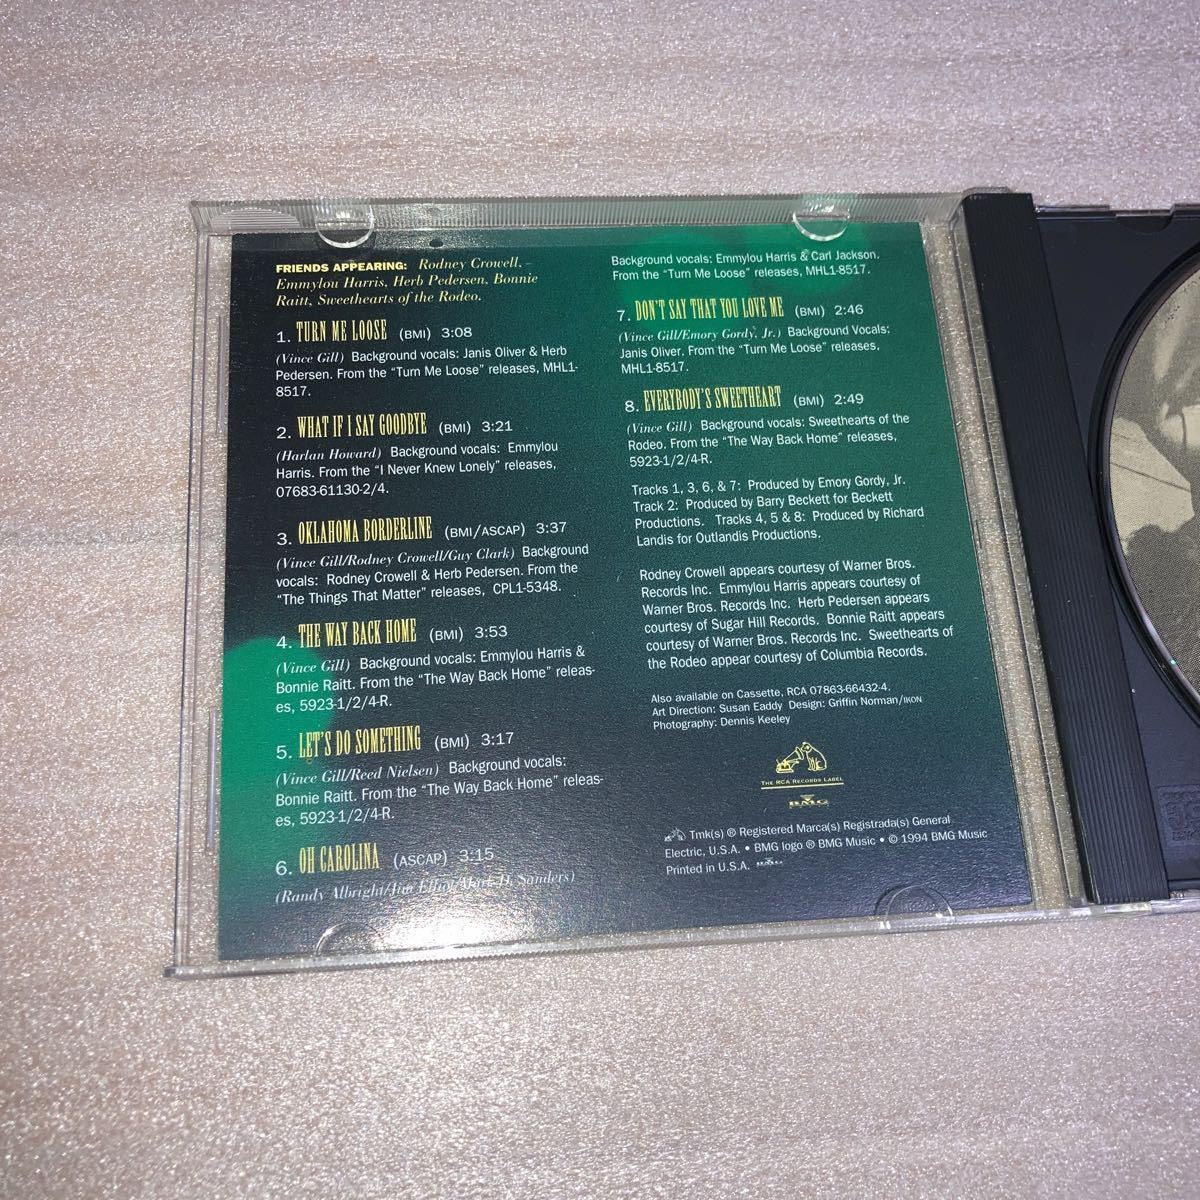 FRIENDS APPEARING: Rodney Crowell,
Emmylou Harris, Herb Pedersen, Bonnie
Raitt, Sweethearts of the Rodeo.
1. TURN ME LOOSE (BMI) 3:08
(Vince Gill) Background vocals: Janis Oliver & Herb
Pedersen. From the “Turn Me Loose” releases, MHL1-
8517.
2. WHAT IF I SAY GOODBYE (BMI) 3:21
(Harlan Howard) Background vocals: Emmylou
Harris. From the “I Never Knew Lonely” releases,
07683-61130-2/4.
3. OKLAHOMA BORDERLINE (BMI/ASCAP) 3:37
(Vince Gill/Rodney Crowell/Guy Clark) Background
vocals: Rodney Crowell & Herb Pedersen. From the
“The Things That Matter” releases, CPL1-5348.
4. THE WAY BACK HOME (BMI) 3:53
(Vince Gill) Background vocals: Emmylou Harris &
Bonnie Raitt. From the “The Way Back Home” releas-
es, 5923-1/2/4-R.
5. LET'S DO SOMETHING (BMI) 3:17
(Vince Gill/Reed Nielsen) Background vocals:
Bonnie Raitt. From the “The Way Back Home” releas-
es, 5923-1/2/4-R.
6. OH CAROLINA (ASCAP) 3:15
(Randy Albright/Jim Elliot/Mark D. Sanders)
Background vocals: Emmylou Harris & Carl Jackson.
From the “Turn Me Loose” releases, MHL1-8517.
7. DON'T SAY THAT YOU LOVE ME (BMI) 2:46
(Vince Gill/Emory Gordy, Jr.) Background Vocals:
Janis Oliver. From the “Turn Me Loose” releases,
MHL1-8517.
8. EVERYBODY'S SWEETHEART (BMI) 2:49
(Vince Gill) Background vocals: Sweethearts of the
Rodeo. From the “The Way Back Home” releases,
5923-1/2/4-R.
Tracks 1, 3, 6, & 7: Produced by Emory Gordy, Jr.
Track 2: Produced by Barry Beckett for Beckett
Productions. Tracks 4, 5 & 8: Produced by Richard
Landis for Outlandis Productions.
Rodney Crowell appears courtesy of Warner Bros.
Records Inc. Emmylou Harris appears courtesy of
Warner Bros. Records Inc. Herb Pedersen appears
courtesy of Sugar Hill Records. Bonnie Raitt appears
courtesy of Warner Bros. Records Inc. Sweethearts of
the Rodeo appear courtesy of Columbia Records.
Also available on Cassette, RCA 07863-66432-4.
Art Direction: Susan Eaddy Design: Griffin Norman/IKON
Photography: Dennis Keeley
THE RCA RECORDS LABEL
BMG
Tmk(s) ® Registered Marca(s) Registrada(s) General
Electric, U.S.A. • BMG logo ® BMG Music • © 1994 BMG Music
Printed in U.S.A. BMG